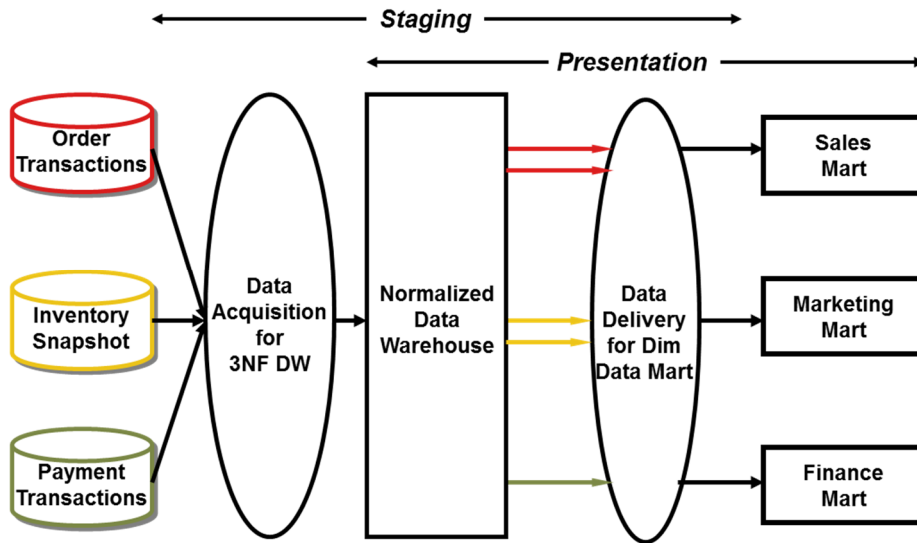 Staging
Presentation
Order
Transactions
Inventory
Snapshot
Payment
Transactions
Data
Acquisition
for
3NF DW
Normalized
Data
Warehouse
Data
Delivery
for Dim
Data Mart
Sales
Mart
Marketing
Mart
Finance
Mart